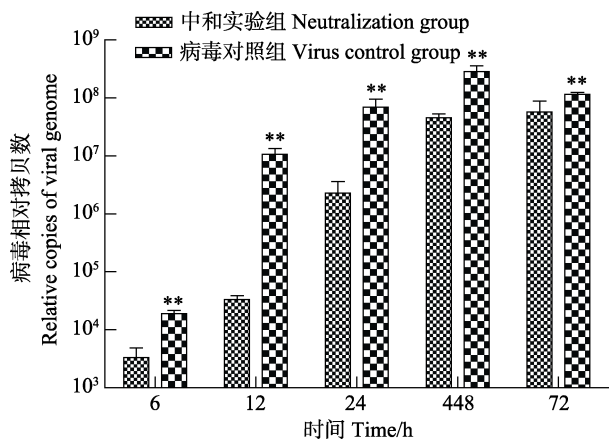 中和实验组 Neutralization group
病毒对照组 Virus control group
病毒相对拷贝数
Relative copies of viral genome
10⁹
10⁸
10⁷
10⁶
10⁵
10⁴
10³
** ** ** ** **
6 12 24 448 72
时间 Time/h